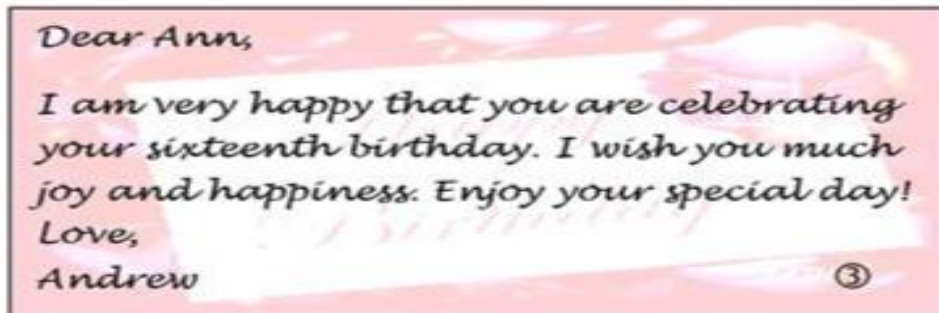 Dear Ann,
I am very happy that you are celebrating
your sixteenth birthday. I wish you much
joy and happiness. Enjoy your special day!
Love,
Andrew ③